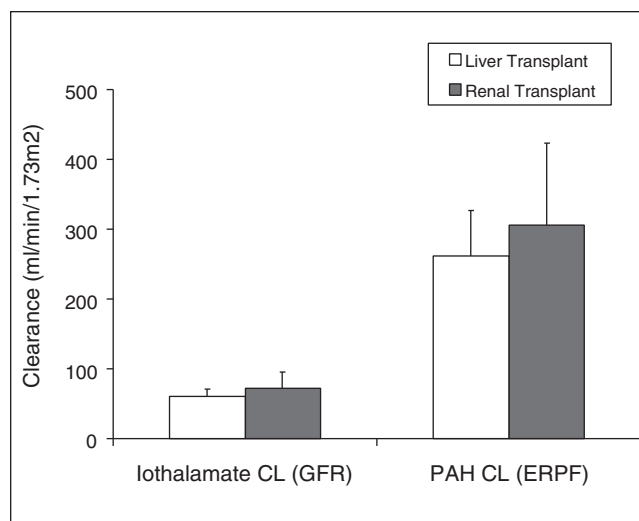 Liver Transplant
Renal Transplant
Clearance (ml/min/1.73m2)
500
400
300
200
100
0
Iothalamate CL (GFR)
PAH CL (ERPF)